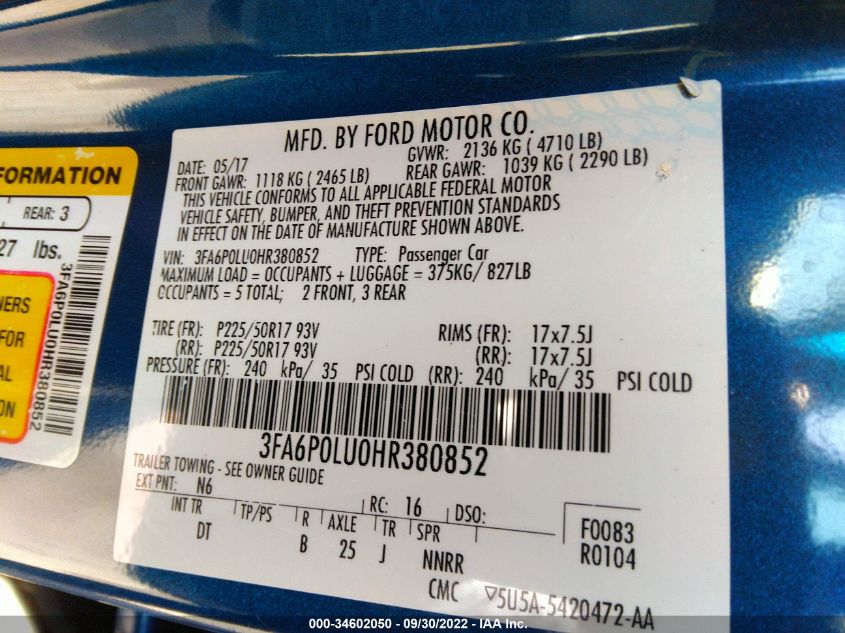 MFD. BY FORD MOTOR CO.
DATE: 05/17 GVWR: 2136 KG ( 4710 LB)
FRONT GAWR: 1118 KG ( 2465 LB) REAR GAWR: 1039 KG ( 2290 LB)
THIS VEHICLE CONFORMS TO ALL APPLICABLE FEDERAL MOTOR
VEHICLE SAFETY, BUMPER, AND THEFT PREVENTION STANDARDS
IN EFFECT ON THE DATE OF MANUFACTURE SHOWN ABOVE.
VIN: 3FA6P0LU0HR380852 TYPE: Passenger Car
MAXIMUM LOAD = OCCUPANTS + LUGGAGE = 375KG/ 827LB
OCCUPANTS = 5 TOTAL; 2 FRONT, 3 REAR
TIRE (FR): P225/50R17 93V RIMS (FR): 17x7.5J
(RR): P225/50R17 93V (RR): 17x7.5J
PRESSURE (FR): 240 kPa/ 35 PSI COLD (RR): 240 kPa/ 35 PSI COLD
3FA6P0LU0HR380852
TRAILER TOWING - SEE OWNER GUIDE
EXT PNT: N6 RC: 16 DSO:
INT TR TP/PS R AXLE TR SPR F0083
DT B 25 J NNRR R0104
CMC ▽5U5A-5420472-AA
FORMATION
REAR: 3
27 lbs.
NERS
FOR
AL
ON
3FA6P0LU0HR380852
000-34602050 - 09/30/2022 - IAA Inc.